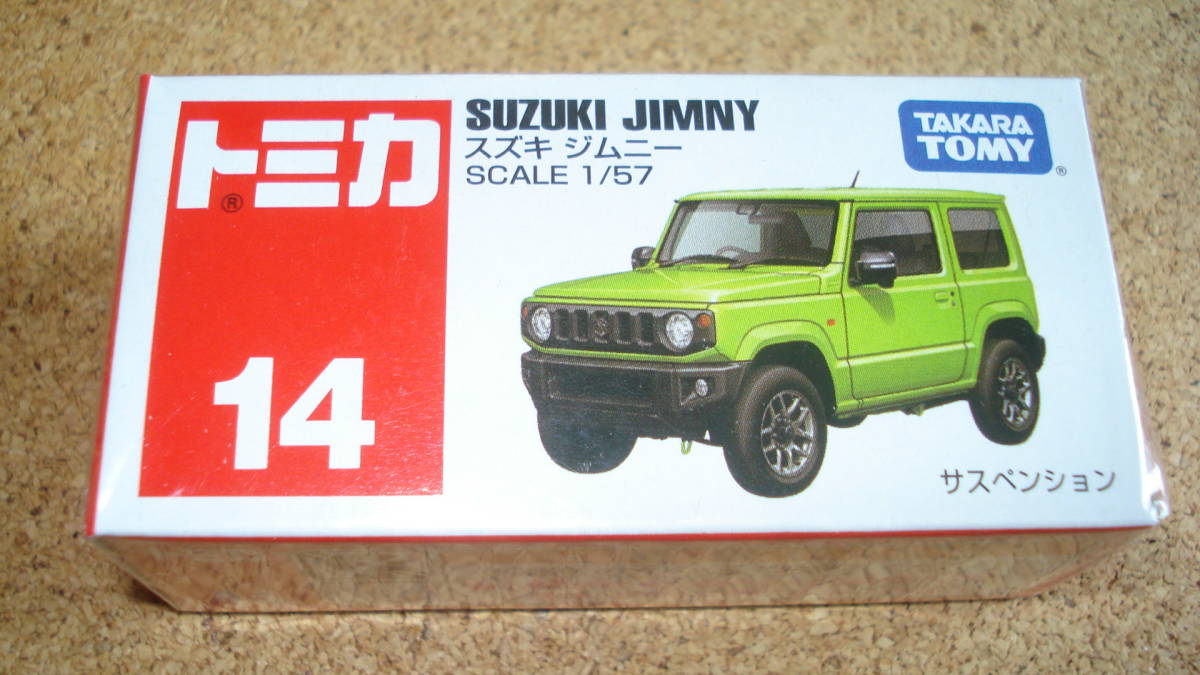 トミカ
®
14
SUZUKI JIMNY
スズキ ジムニー
SCALE 1/57
TAKARA
TOMY
®
サスペンション